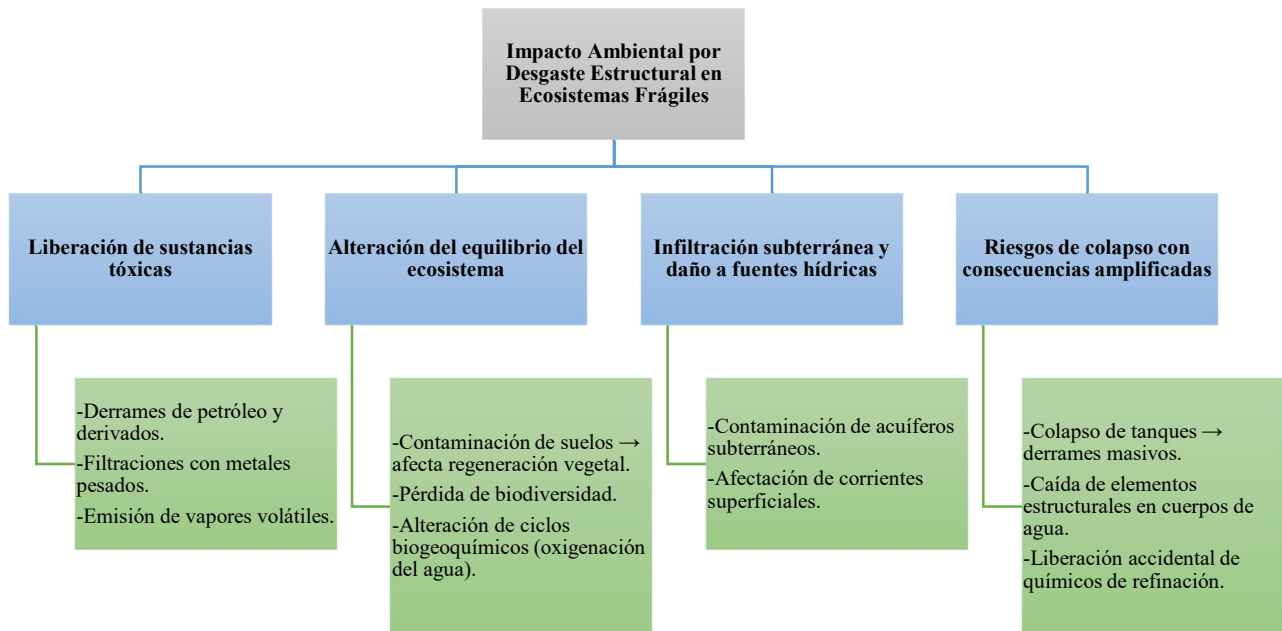 Impacto Ambiental por
Desgaste Estructural en
Ecosistemas Frágiles
Liberación de sustancias
tóxicas
-Derrames de petróleo y
derivados.
-Filtraciones con metales
pesados.
-Emisión de vapores volátiles.
Alteración del equilibrio del
ecosistema
-Contaminación de suelos →
afecta regeneración vegetal.
-Pérdida de biodiversidad.
-Alteración de ciclos
biogeoquímicos (oxigenación
del agua).
Infiltración subterránea y
daño a fuentes hídricas
-Contaminación de acuíferos
subterráneos.
-Afectación de corrientes
superficiales.
Riesgos de colapso con
consecuencias amplificadas
-Colapso de tanques →
derrames masivos.
-Caída de elementos
estructurales en cuerpos de
agua.
-Liberación accidental de
químicos de refinación.